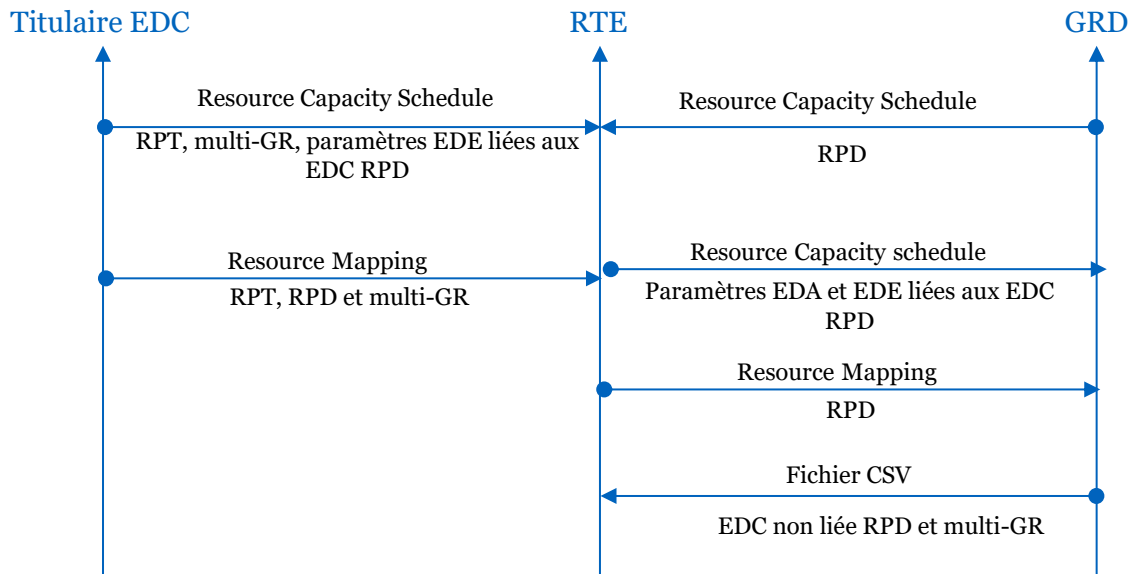 Titulaire EDC
RTE
GRD
Resource Capacity Schedule
RPT, multi-GR, paramètres EDE liées aux
EDC RPD
Resource Capacity Schedule
RPD
Resource Mapping
RPT, RPD et multi-GR
Resource Capacity schedule
Paramètres EDA et EDE liées aux EDC
RPD
Resource Mapping
RPD
Fichier CSV
EDC non liée RPD et multi-GR